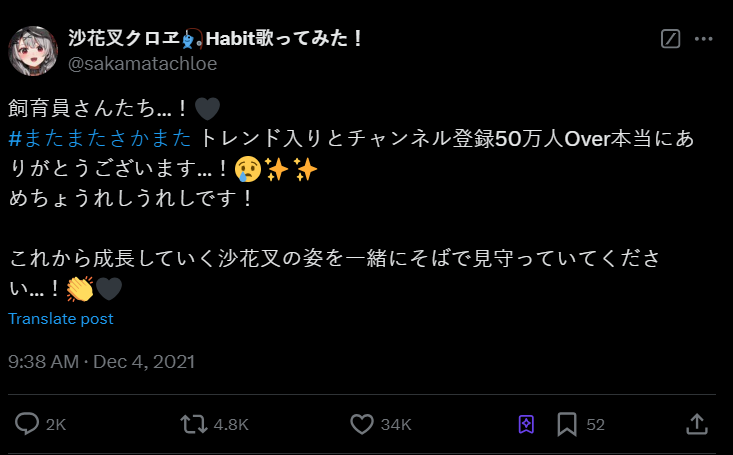 沙花叉クロヱ🎣。Habit歌ってみた！
@sakamatachloe
飼育員さんたち…！🖤
#またまたさかまた トレンド入りとチャンネル登録50万人Over本当にあ
りがとうございます…！😢✨✨
めちょうれしうれしです！
これから成長していく沙花叉の姿を一緒にそばで見守っていてくださ
い…！👏🖤
Translate post
9:38 AM · Dec 4, 2021
2K 4.8K 34K 52